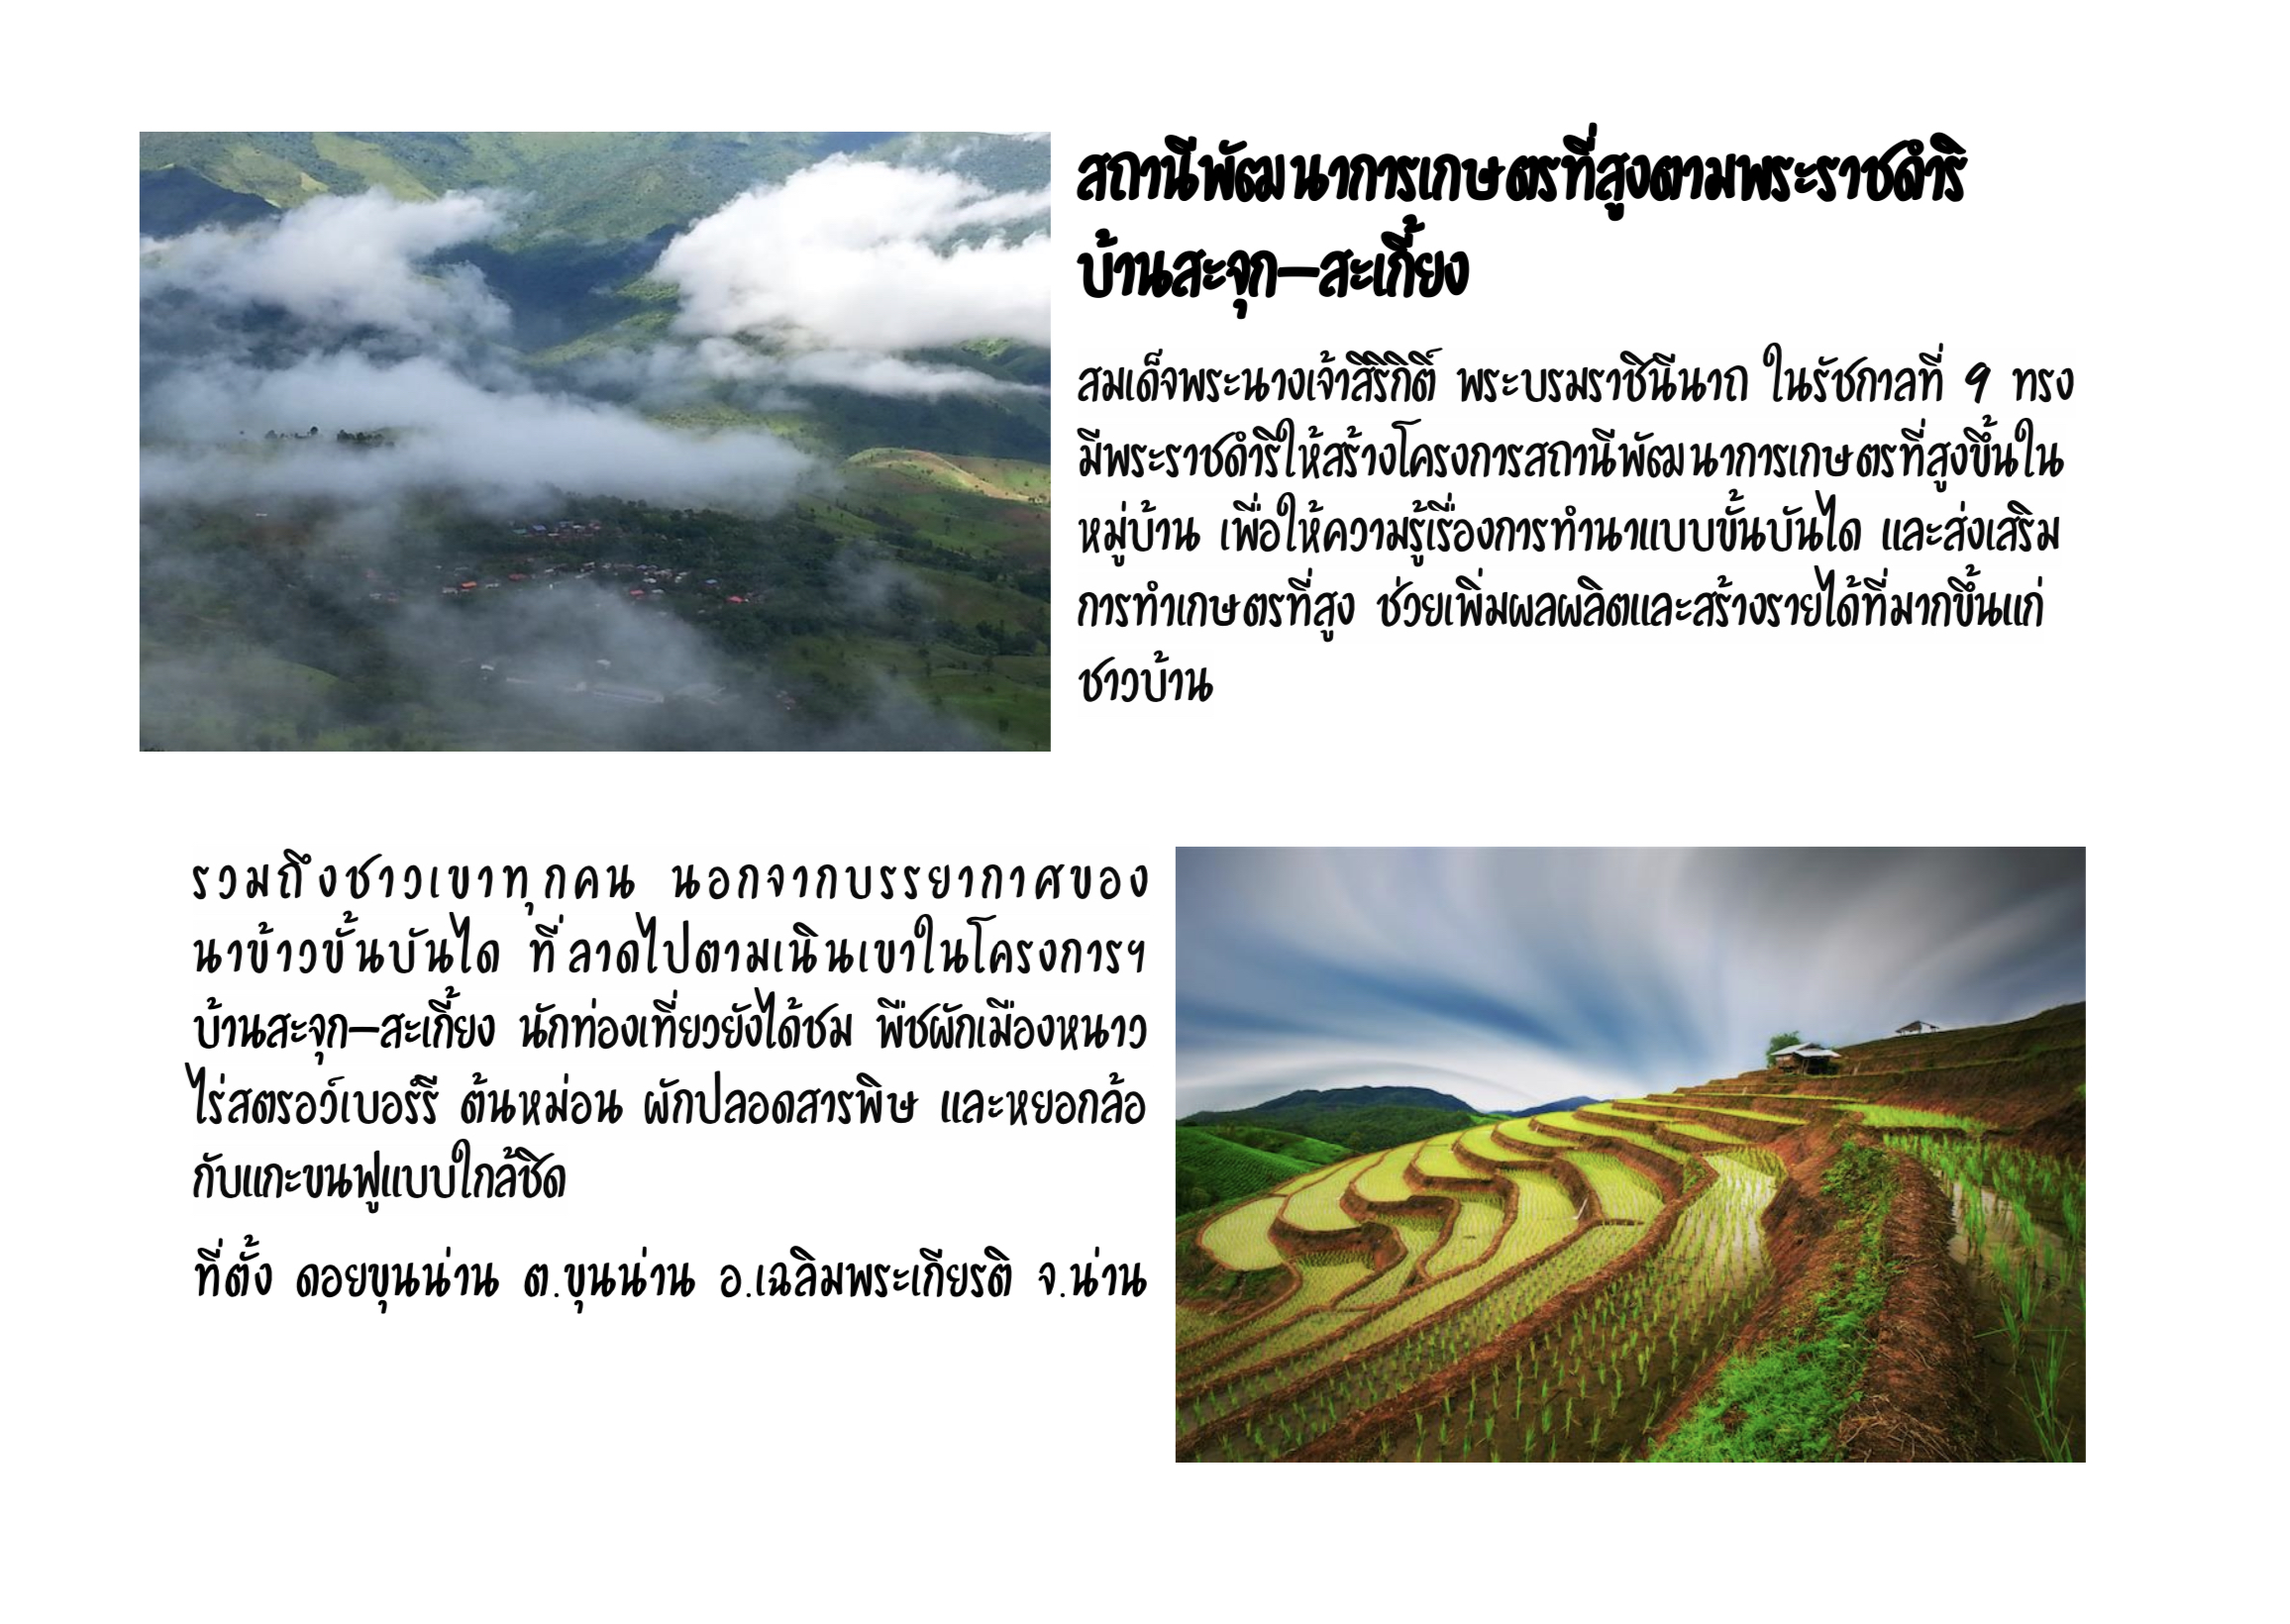 สถานีพัฒนาการเกษตรที่สูงตามพระราชดำริ
บ้านสะจุก–สะเกี้ยง
สมเด็จพระนางเจ้าสิริกิติ์ พระบรมราชินีนาถ ในรัชกาลที่ 9 ทรง
มีพระราชดำริให้สร้างโครงการสถานีพัฒนาการเกษตรที่สูงขึ้นใน
หมู่บ้าน เพื่อให้ความรู้เรื่องการทำนาแบบขั้นบันได และส่งเสริม
การทำเกษตรที่สูง ช่วยเพิ่มผลผลิตและสร้างรายได้ที่มากขึ้นแก่
ชาวบ้าน
รวมถึงชาวเขาทุกคน นอกจากบรรยากาศของ
นาข้าวขั้นบันได ที่ลาดไปตามเนินเขาในโครงการฯ
บ้านสะจุก–สะเกี้ยง นักท่องเที่ยวยังได้ชม พืชผักเมืองหนาว
ไร่สตรอว์เบอร์รี ต้นหม่อน ผักปลอดสารพิษ และหยอกล้อ
กับแกะขนฟูแบบใกล้ชิด
ที่ตั้ง ดอยขุนน่าน ต.ขุนน่าน อ.เฉลิมพระเกียรติ จ.น่าน